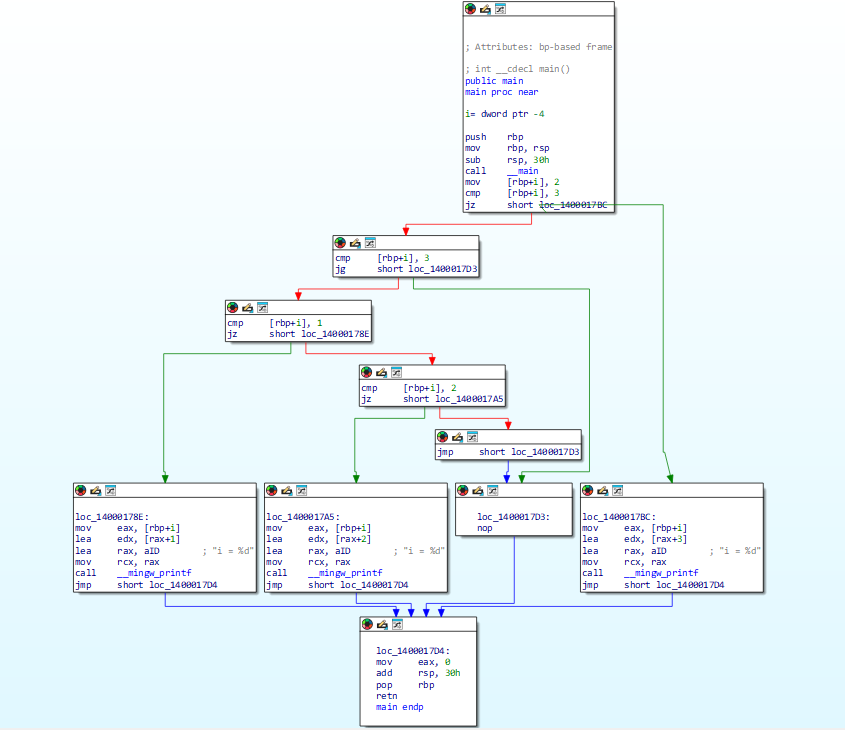 ; Attributes: bp-based frame
; int __cdecl main()
public main
main proc near
i= dword ptr -4
push rbp
mov rbp, rsp
sub rsp, 30h
call __main
mov [rbp+i], 2
cmp [rbp+i], 3
jz short loc_1400017BC
cmp [rbp+i], 3
jg short loc_1400017D3
cmp [rbp+i], 1
jz short loc_14000178E
cmp [rbp+i], 2
jz short loc_1400017A5
jmp short loc_1400017D3
loc_14000178E:
mov eax, [rbp+i]
lea edx, [rax+1]
lea rax, aID ; "i = %d"
mov rcx, rax
call __mingw_printf
jmp short loc_1400017D4
loc_1400017A5:
mov eax, [rbp+i]
lea edx, [rax+2]
lea rax, aID ; "i = %d"
mov rcx, rax
call __mingw_printf
jmp short loc_1400017D4
loc_1400017D3:
nop
loc_1400017BC:
mov eax, [rbp+i]
lea edx, [rax+3]
lea rax, aID ; "i = %d"
mov rcx, rax
call __mingw_printf
jmp short loc_1400017D4
loc_1400017D4:
mov eax, 0
add rsp, 30h
pop rbp
retn
main endp